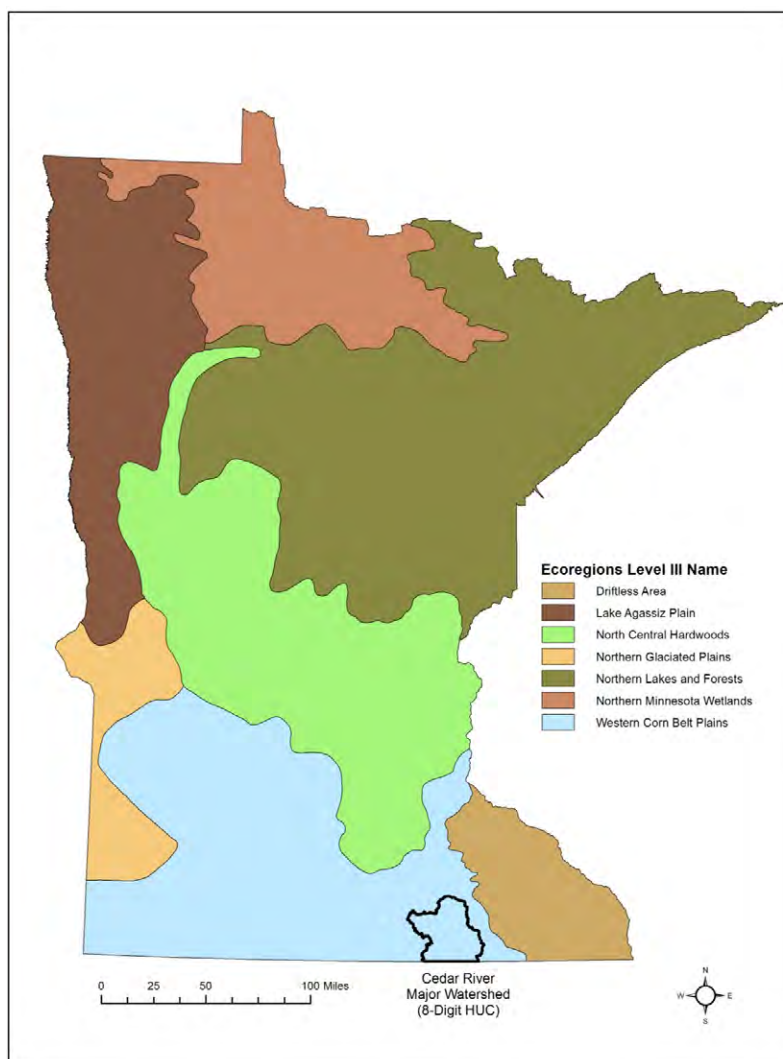 Ecoregions Level III Name
Driftless Area
Lake Agassiz Plain
North Central Hardwoods
Northern Glaciated Plains
Northern Lakes and Forests
Northern Minnesota Wetlands
Western Corn Belt Plains
Cedar River
Major Watershed
(8-Digit HUC)
0 50 100 Miles
N
W E
S